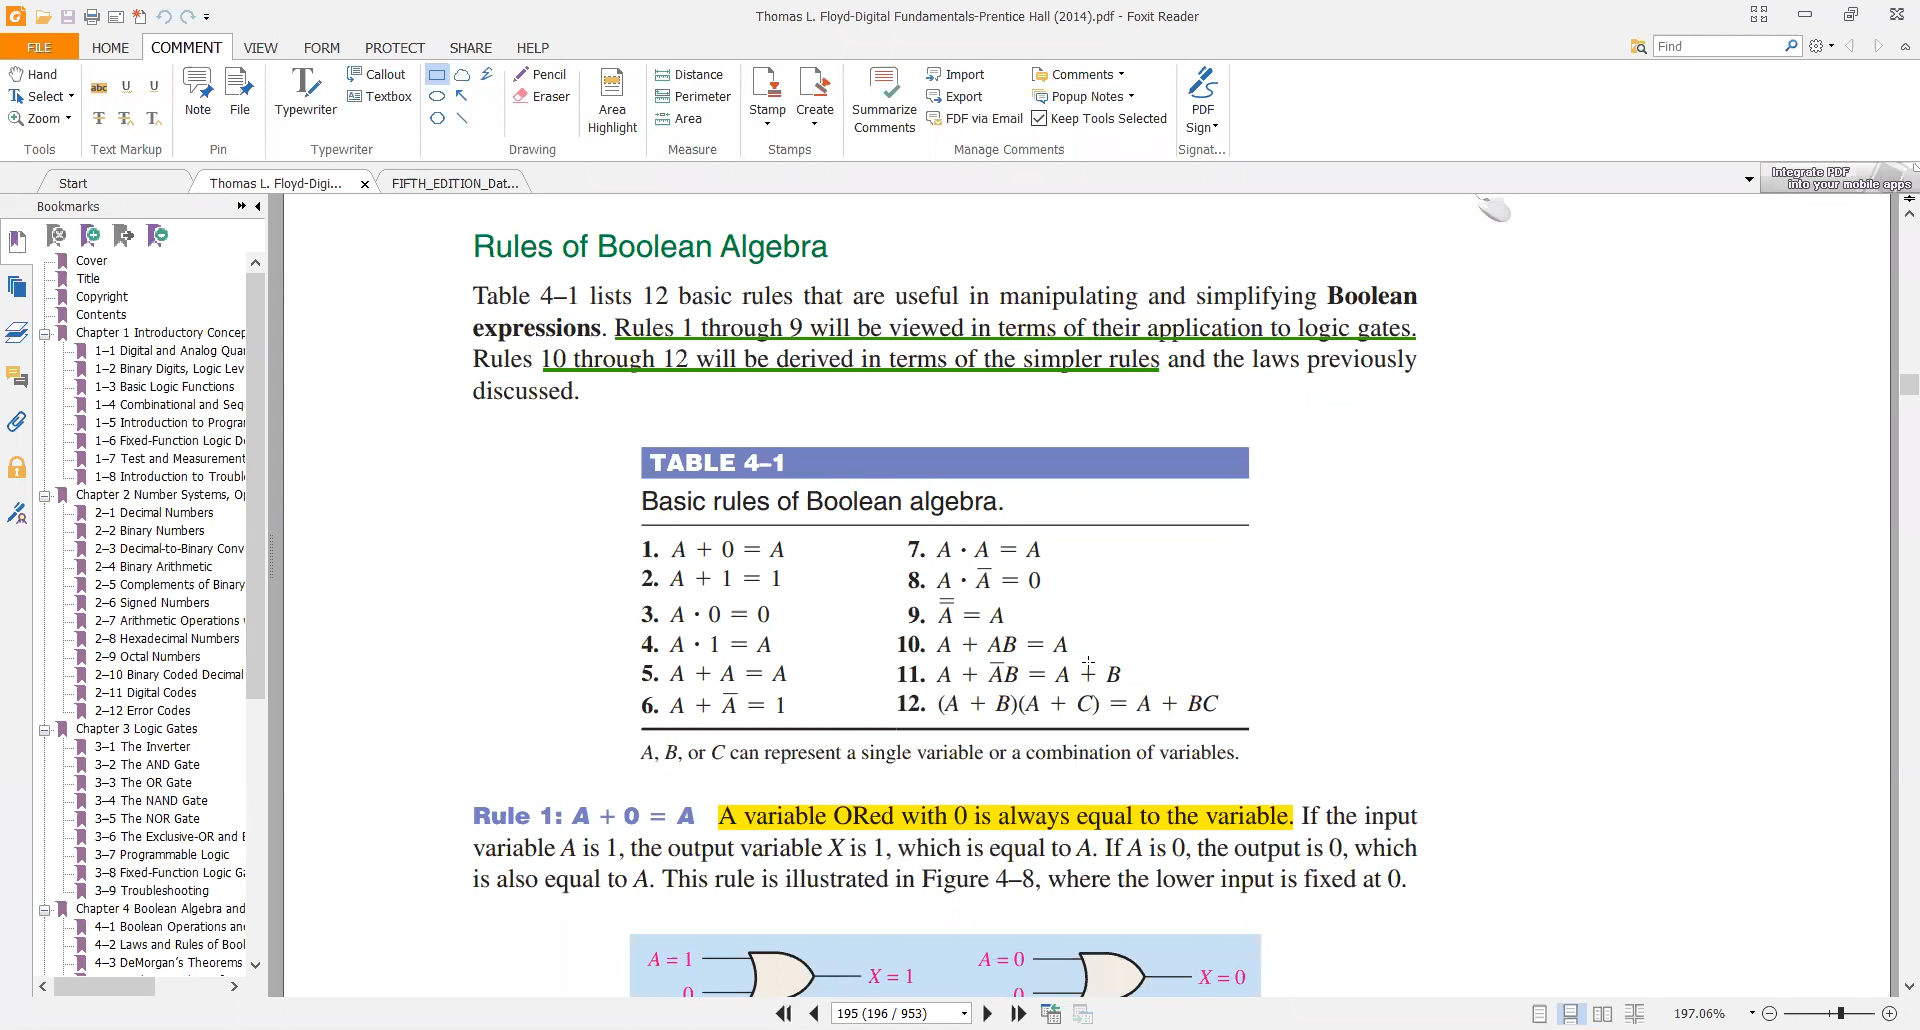 Thomas L. Floyd-Digital Fundamentals-Prentice Hall (2014).pdf - Foxit Reader
FILE HOME COMMENT VIEW FORM PROTECT SHARE HELP Find
Hand Callout Pencil Distance Import Comments
Select Note File Typewriter Textbox Eraser Area Highlight Perimeter Stamp Create Summarize Comments Export Popup Notes PDF Sign
Zoom Area FDF via Email Keep Tools Selected
Tools Text Markup Pin Typewriter Drawing Measure Stamps Manage Comments Signat...
Start Thomas L. Floyd-Digi... x FIFTH_EDITION_Dat... Integrate PDF
into your mobile apps
Bookmarks
Cover
Title
Copyright
Contents
Chapter 1 Introductory Concep
1–1 Digital and Analog Qua
1–2 Binary Digits, Logic Lev
1–3 Basic Logic Functions
1–4 Combinational and Seq
1–5 Introduction to Program
1–6 Fixed-Function Logic D
1–7 Test and Measurement
1–8 Introduction to Troubl
Chapter 2 Number Systems, O
2–1 Decimal Numbers
2–2 Binary Numbers
2–3 Decimal-to-Binary Conv
2–4 Binary Arithmetic
2–5 Complements of Binary
2–6 Signed Numbers
2–7 Arithmetic Operations
2–8 Hexadecimal Numbers
2–9 Octal Numbers
2–10 Binary Coded Decimal
2–11 Digital Codes
2–12 Error Codes
Chapter 3 Logic Gates
3–1 The Inverter
3–2 The AND Gate
3–3 The OR Gate
3–4 The NAND Gate
3–5 The NOR Gate
3–6 The Exclusive-OR and E
3–7 Programmable Logic
3–8 Fixed-Function Logic Ga
3–9 Troubleshooting
Chapter 4 Boolean Algebra and
4–1 Boolean Operations an
4–2 Laws and Rules of Bool
4–3 DeMorgan's Theorems
Rules of Boolean Algebra
Table 4–1 lists 12 basic rules that are useful in manipulating and simplifying Boolean
expressions. Rules 1 through 9 will be viewed in terms of their application to logic gates.
Rules 10 through 12 will be derived in terms of the simpler rules and the laws previously
discussed.
TABLE 4–1
Basic rules of Boolean algebra.
1. A + 0 = A
2. A + 1 = 1
3. A · 0 = 0
4. A · 1 = A
5. A + A = A
6. A + A̅ = 1
7. A · A = A
8. A · A̅ = 0
9. A̿ = A
10. A + AB = A
11. A + A̅B = A + B
12. (A + B)(A + C) = A + BC
A, B, or C can represent a single variable or a combination of variables.
Rule 1: A + 0 = A A variable ORed with 0 is always equal to the variable. If the input
variable A is 1, the output variable X is 1, which is equal to A. If A is 0, the output is 0, which
is also equal to A. This rule is illustrated in Figure 4–8, where the lower input is fixed at 0.
A = 1 X = 1 A = 0 X = 0
0 0
195 (196 / 953) 197.06%